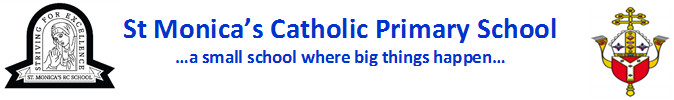 STRIVING FOR EXCELLENCE
ST. MONICA'S RC SCHOOL
St Monica’s Catholic Primary School
…a small school where big things happen…